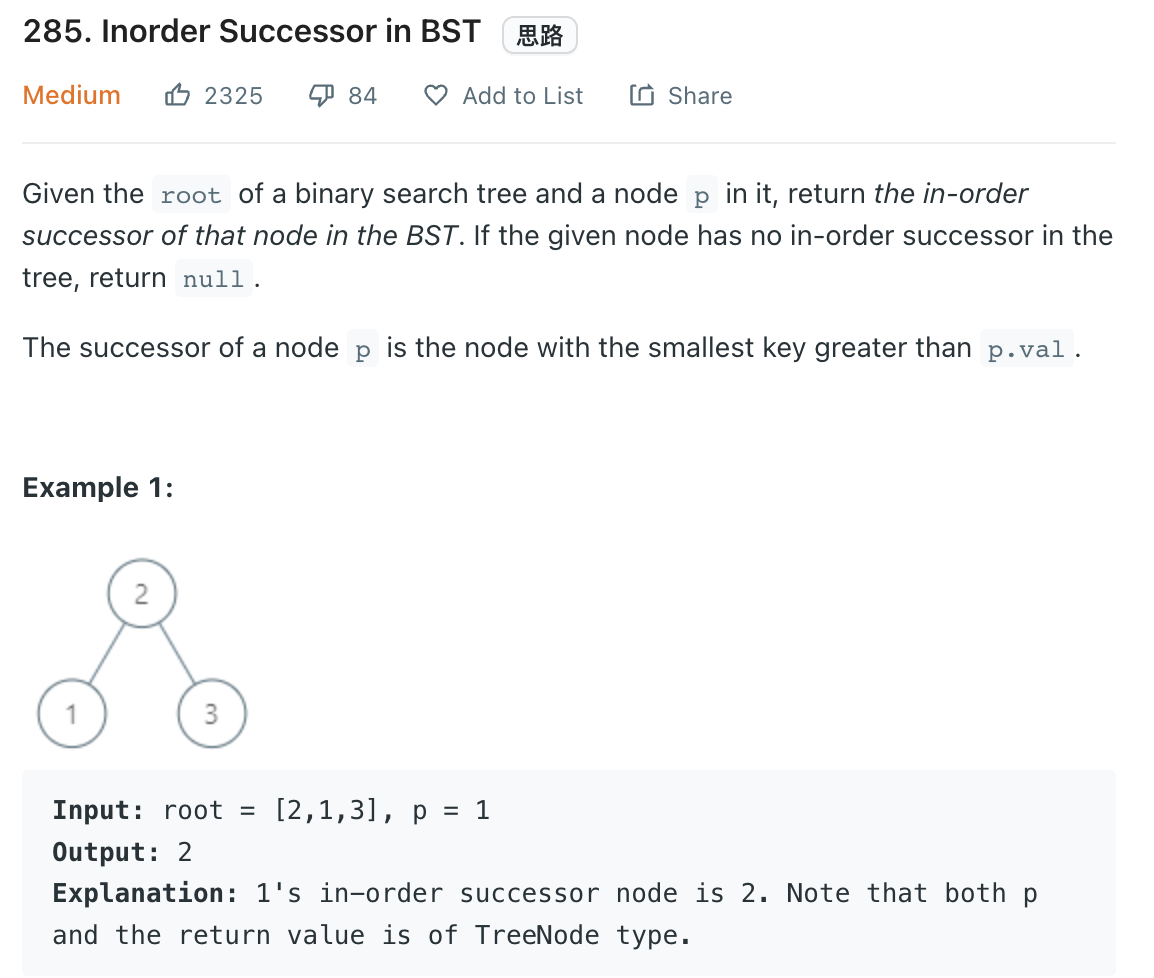 285. Inorder Successor in BST 思路
Medium 2325 84 Add to List Share
Given the root of a binary search tree and a node p in it, return the in-order
successor of that node in the BST. If the given node has no in-order successor in the
tree, return null.
The successor of a node p is the node with the smallest key greater than p.val.
Example 1:
2
1 3
Input: root = [2,1,3], p = 1
Output: 2
Explanation: 1's in-order successor node is 2. Note that both p
and the return value is of TreeNode type.